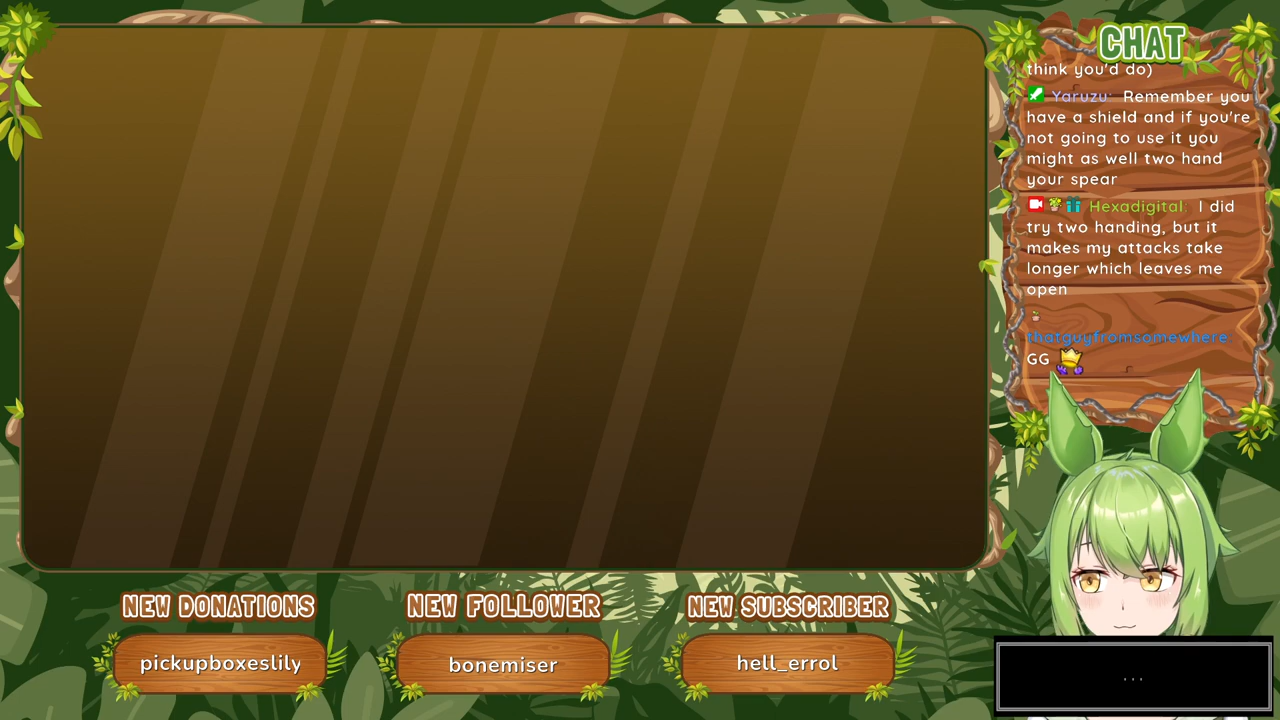 CHAT
think you'd do)
Yaruzu: Remember you
have a shield and if you're
not going to use it you
might as well two hand
your spear
Hexadigital: I did
try two handing, but it
makes my attacks take
longer which leaves me
open
thatguyfromsomewhere:
GG
NEW DONATIONS
pickupboxeslily
NEW FOLLOWER
bonemiser
NEW SUBSCRIBER
hell_errol
...